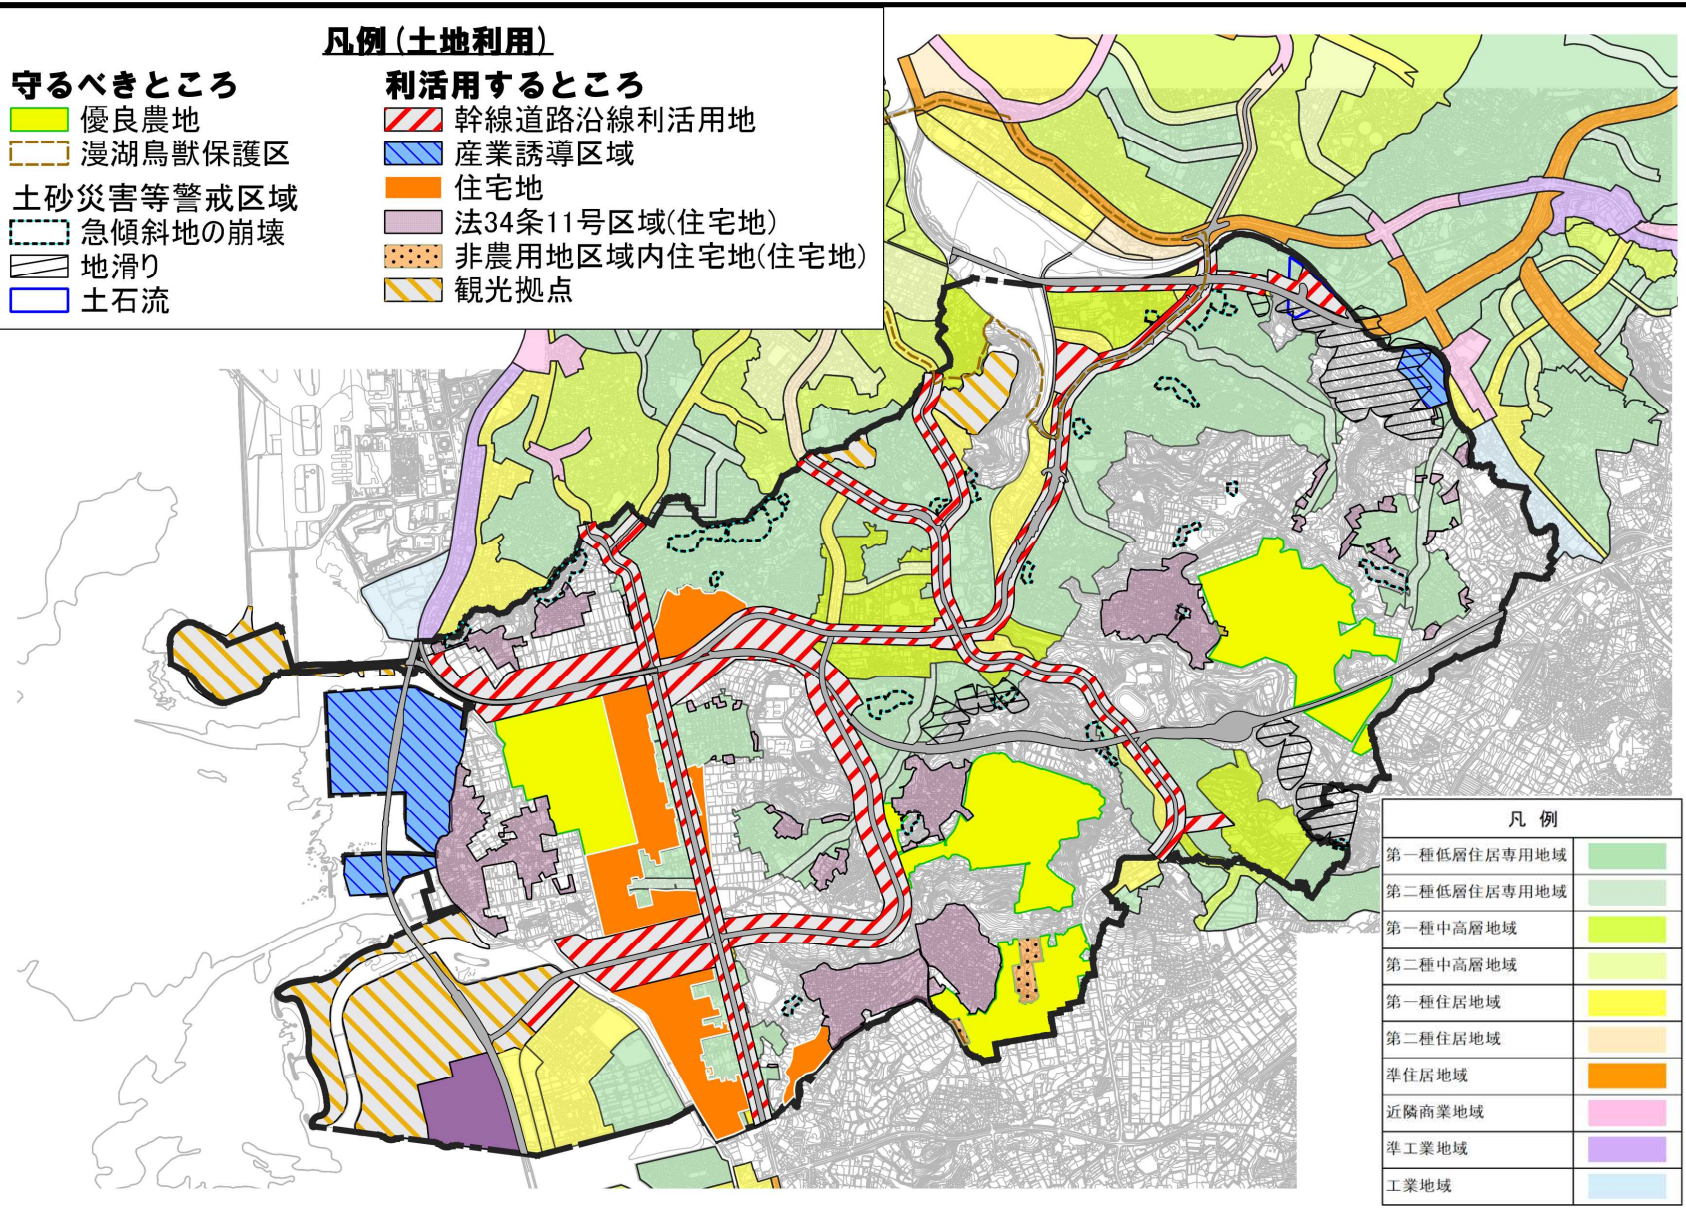 凡例(土地利用)
守るべきところ
優良農地
漫湖鳥獣保護区
土砂災害等警戒区域
急傾斜地の崩壊
地滑り
土石流
利活用するところ
幹線道路沿線利活用地
産業誘導区域
住宅地
法34条11号区域(住宅地)
非農用地区域内住宅地(住宅地)
観光拠点
凡 例
第一種低層住居専用地域
第二種低層住居専用地域
第一種中高層地域
第二種中高層地域
第一種住居地域
第二種住居地域
準住居地域
近隣商業地域
準工業地域
工業地域